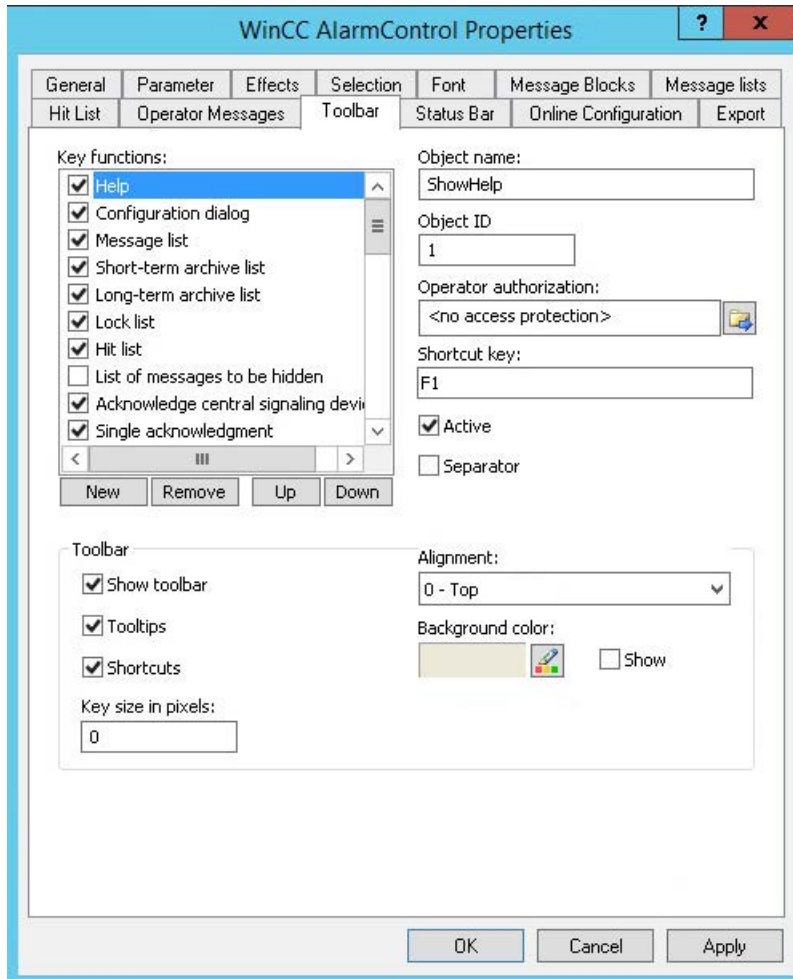 WinCC AlarmControl Properties
?
x
General
Parameter
Effects
Selection
Font
Message Blocks
Message lists
Hit List
Operator Messages
Toolbar
Status Bar
Online Configuration
Export
Key functions:
Help
Configuration dialog
Message list
Short-term archive list
Long-term archive list
Lock list
Hit list
List of messages to be hidden
Acknowledge central signaling devi
Single acknowledgment
New
Remove
Up
Down
Object name:
ShowHelp
Object ID
1
Operator authorization:
<no access protection>
Shortcut key:
F1
Active
Separator
Toolbar
Show toolbar
Tooltips
Shortcuts
Key size in pixels:
0
Alignment:
0 - Top
Background color:
Show
OK
Cancel
Apply